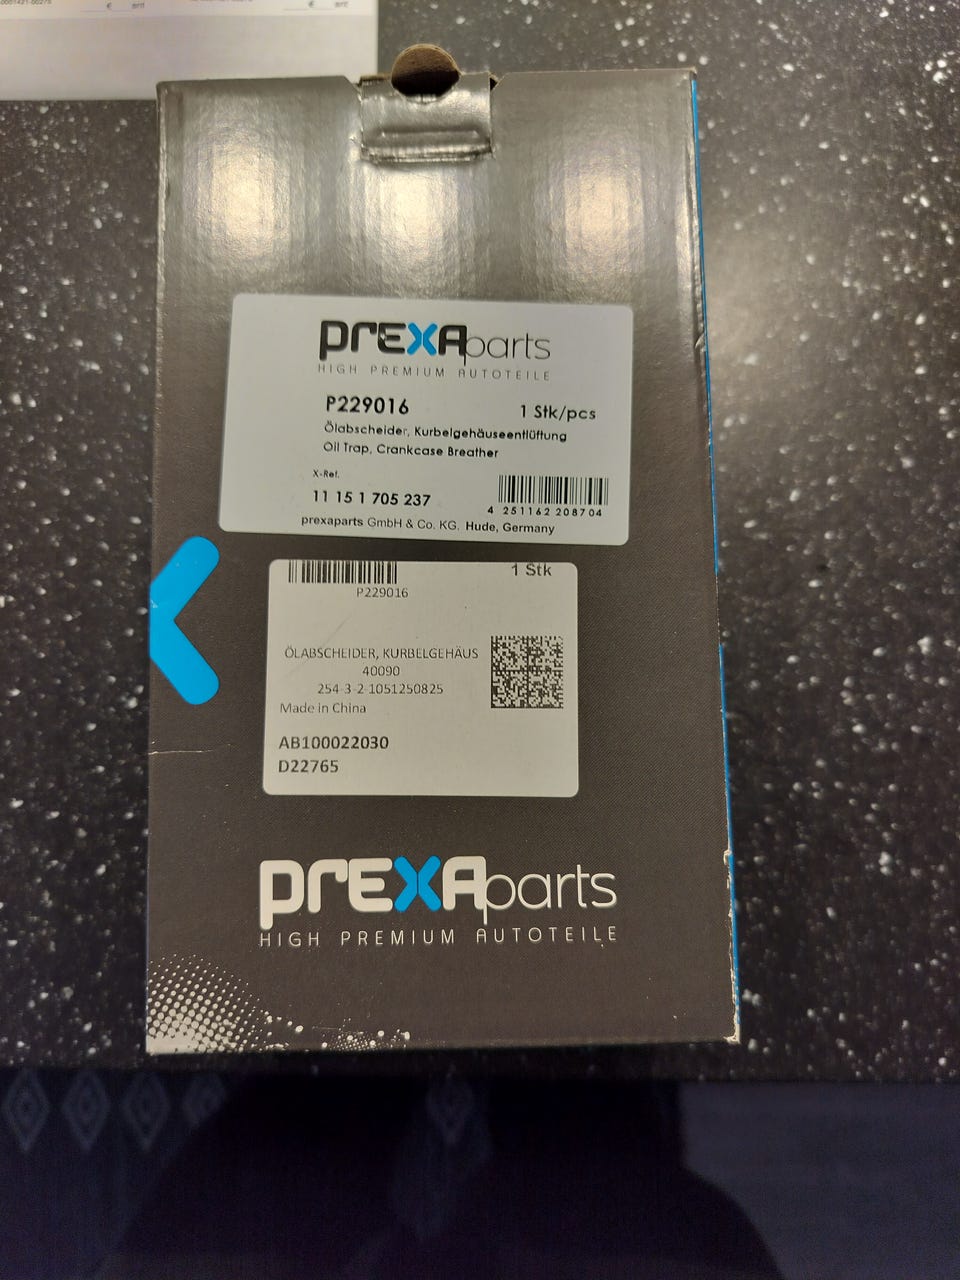 €
€
prexaparts
HIGH PREMIUM AUTOTEILE
P229016 1 Stk/pcs
Ölabscheider, Kurbelgehäuseentlüftung
Oil Trap, Crankcase Breather
X-Ref.
11 15 1 705 237
4 251162 208704
prexaparts GmbH & Co. KG. Hude, Germany
1 Stk
P229016
ÖLABSCHEIDER, KURBELGEHÄUS
40090
254-3-2-1051250825
Made in China
AB100022030
D22765
prexaparts
HIGH PREMIUM AUTOTEILE